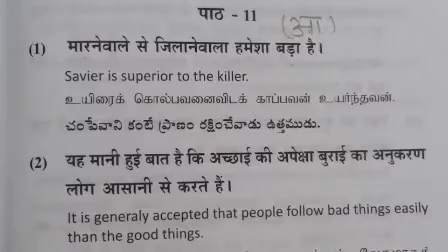 पाठ - 11
(आ)
(1) मारनेवाले से जिलानेवाला हमेशा बड़ा है।
Savier is superior to the killer.
உயிரைக் கொல்பவனைவிடக் காப்பவன் உயர்ந்தவன்.
చంపేవాని కంటే ప్రాణం రక్షించేవాడు ఉత్తముడు.
(2) यह मानी हुई बात है कि अच्छाई की अपेक्षा बुराई का अनुकरण
लोग आसानी से करते हैं।
It is generaly accepted that people follow bad things easily
than the good things.